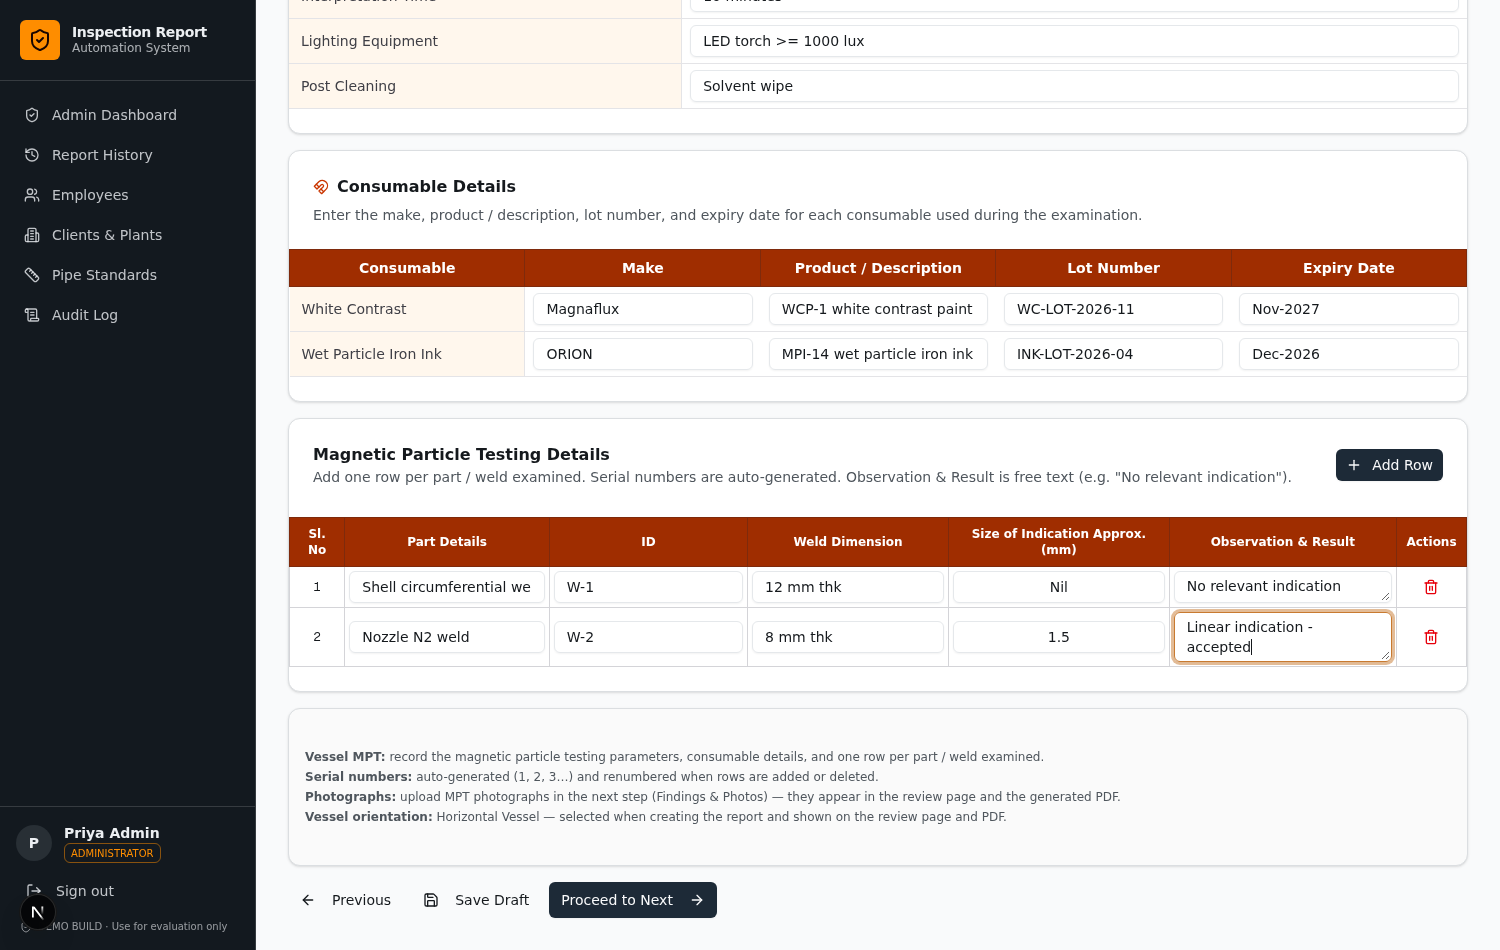 Inspection Report
Automation System
Admin Dashboard
Report History
Employees
Clients & Plants
Pipe Standards
Audit Log
Priya Admin
P
ADMINISTRATOR
Sign out
N
MO BUILD · Use for evaluation only
Lighting Equipment
LED torch >= 1000 lux
Post Cleaning
Solvent wipe
Consumable Details
Enter the make, product / description, lot number, and expiry date for each consumable used during the examination.
Consumable Make Product / Description Lot Number Expiry Date
White Contrast Magnaflux WCP-1 white contrast paint WC-LOT-2026-11 Nov-2027
Wet Particle Iron Ink ORION MPI-14 wet particle iron ink INK-LOT-2026-04 Dec-2026
Magnetic Particle Testing Details
Add one row per part / weld examined. Serial numbers are auto-generated. Observation & Result is free text (e.g. "No relevant indication").
Add Row
Sl. No Part Details ID Weld Dimension Size of Indication Approx. (mm) Observation & Result Actions
1 Shell circumferential we W-1 12 mm thk Nil No relevant indication
2 Nozzle N2 weld W-2 8 mm thk 1.5 Linear indication - accepted
Vessel MPT: record the magnetic particle testing parameters, consumable details, and one row per part / weld examined.
Serial numbers: auto-generated (1, 2, 3...) and renumbered when rows are added or deleted.
Photographs: upload MPT photographs in the next step (Findings & Photos) — they appear in the review page and the generated PDF.
Vessel orientation: Horizontal Vessel — selected when creating the report and shown on the review page and PDF.
Previous
Save Draft
Proceed to Next